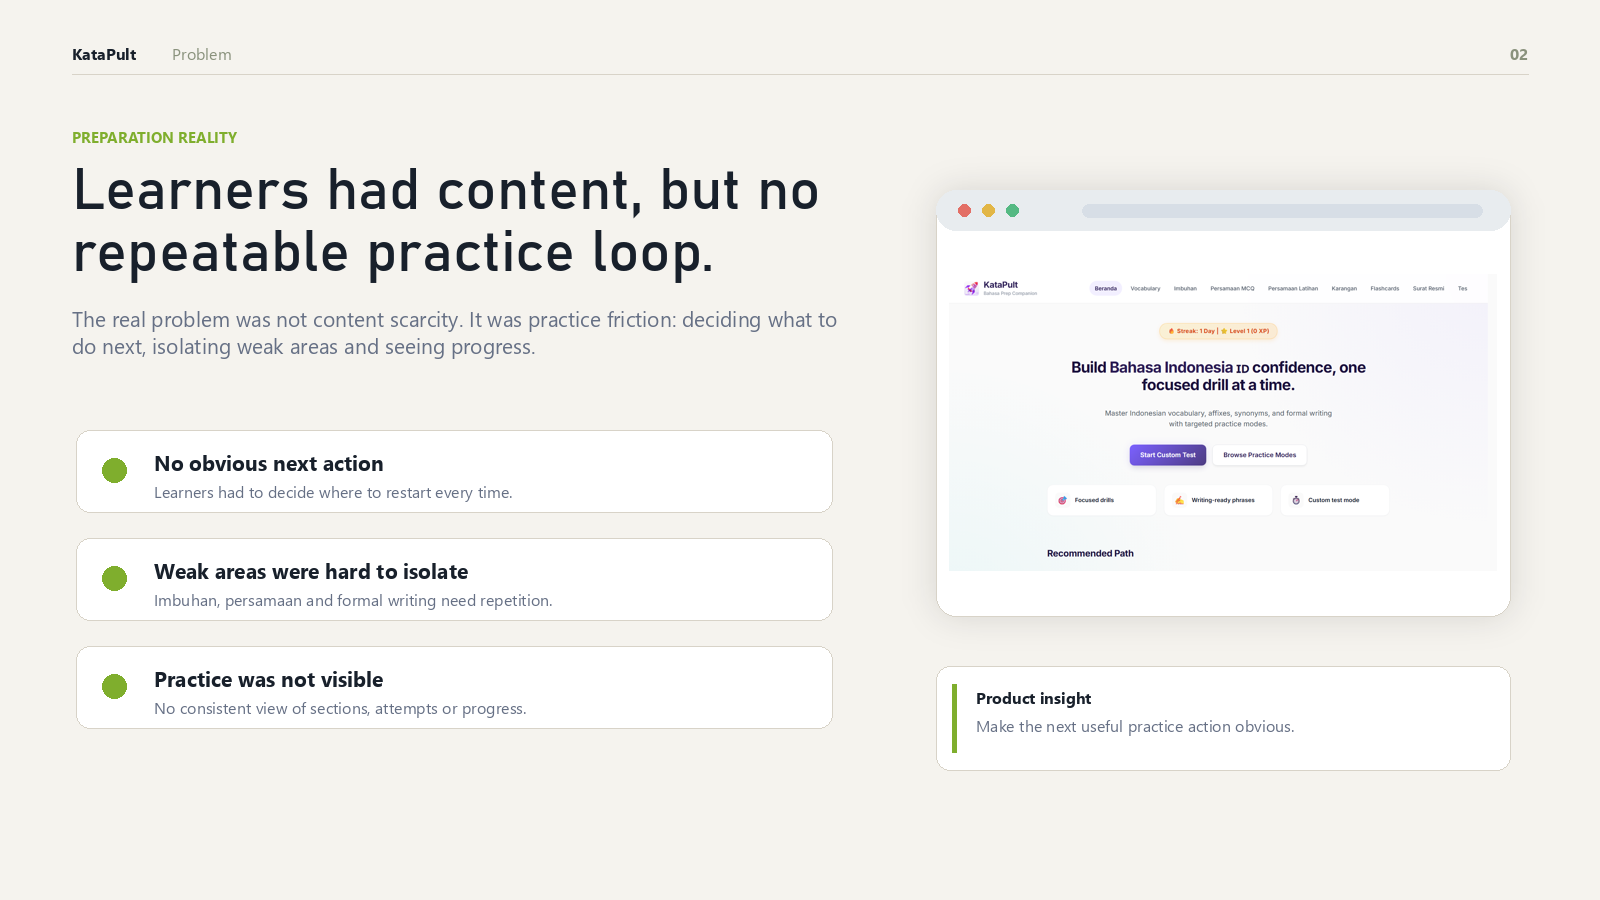 KataPult
Problem
02
PREPARATION REALITY
Learners had content, but no
repeatable practice loop.
The real problem was not content scarcity. It was practice friction: deciding what to
do next, isolating weak areas and seeing progress.
No obvious next action
Learners had to decide where to restart every time.
Weak areas were hard to isolate
Imbuhan, persamaan and formal writing need repetition.
Practice was not visible
No consistent view of sections, attempts or progress.
KataPult
Bahasa Prep Companion
Beranda
Vocabulary
Imbuhan
Persamaan MCQ
Persamaan Latihan
Karangan
Flashcards
Surat Resmi
Tes
Streak: 1 Day | Level 1 (0 XP)
Build Bahasa Indonesia ID confidence, one
focused drill at a time.
Master Indonesian vocabulary, affixes, synonyms, and formal writing
with targeted practice modes.
Start Custom Test
Browse Practice Modes
Focused drills
Writing-ready phrases
Custom test mode
Recommended Path
Product insight
Make the next useful practice action obvious.